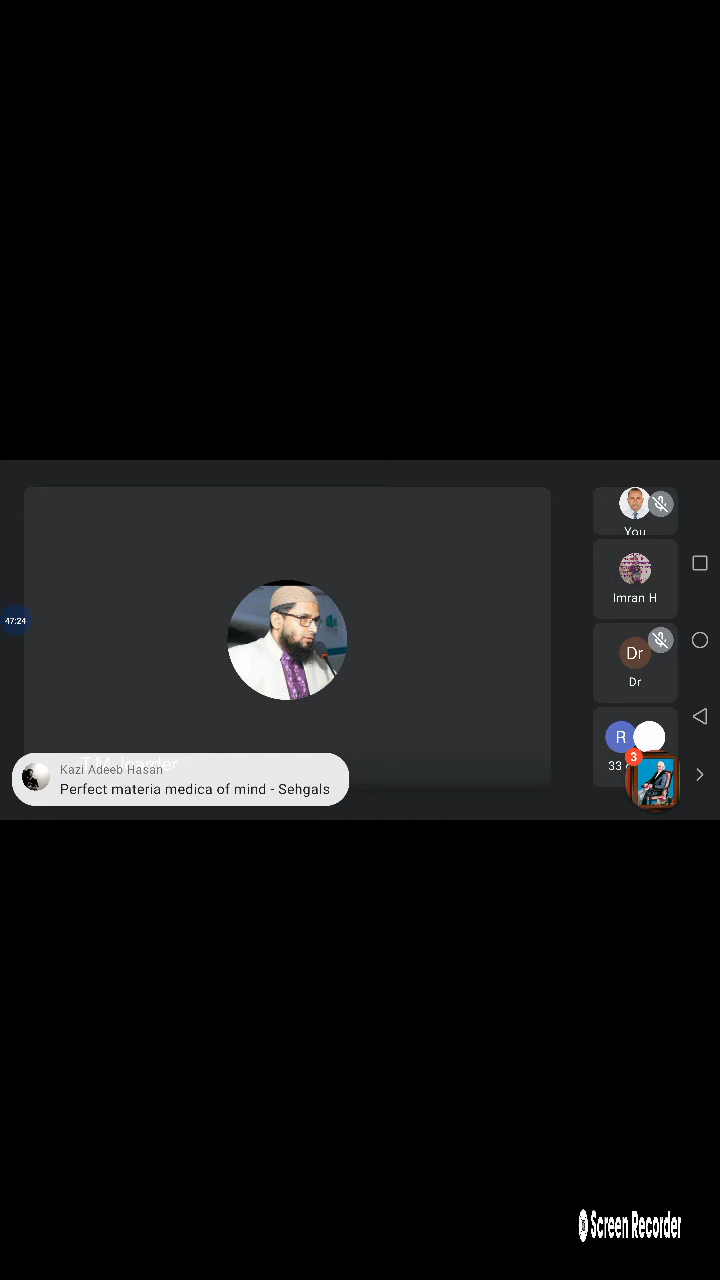 You
Imran H
Dr
Dr
R
33
3
47:24
Kazi Adeeb Hasan
Perfect materia medica of mind - Sehgals
Screen Recorder